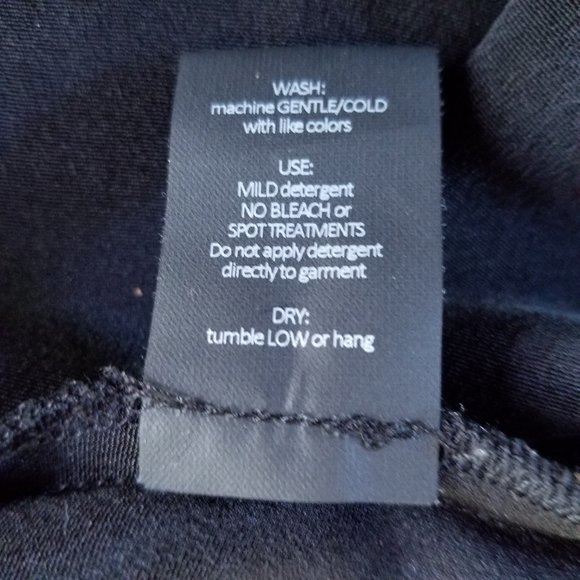 WASH:
machine GENTLE/COLD
with like colors
USE:
MILD detergent
NO BLEACH or
SPOT TREATMENTS
Do not apply detergent
directly to garment
DRY:
tumble LOW or hang